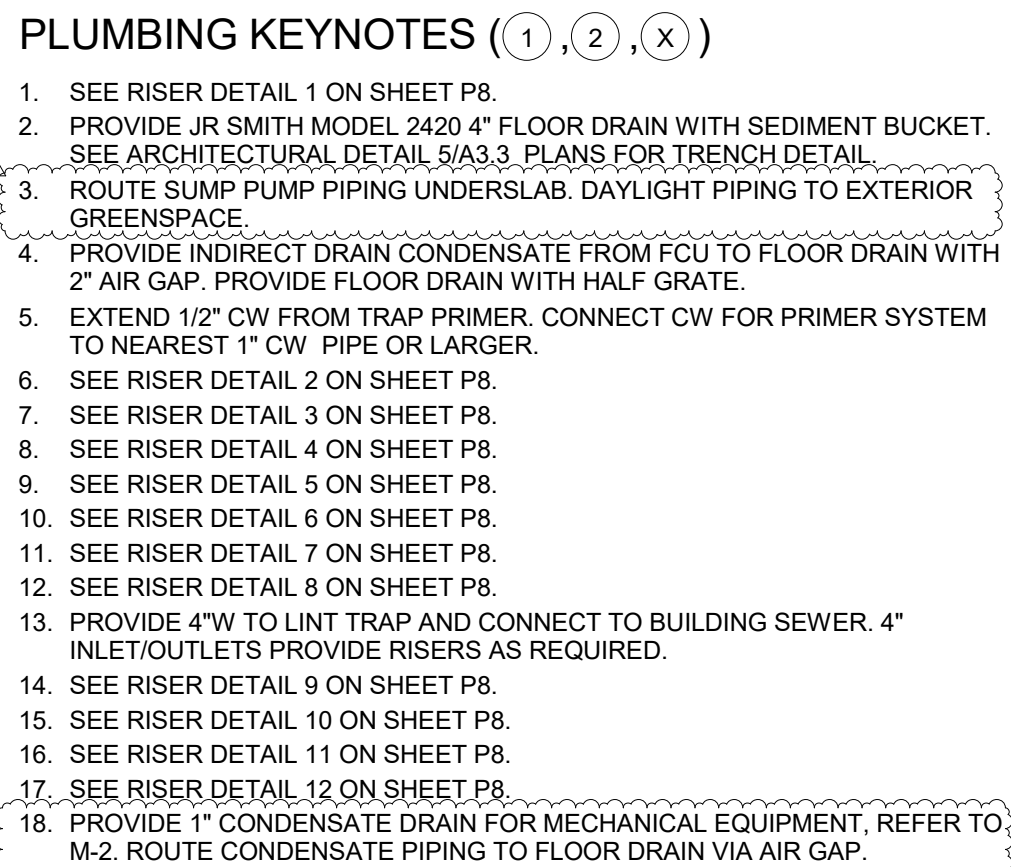 PLUMBING KEYNOTES (1 ,2 ,X )
1. SEE RISER DETAIL 1 ON SHEET P8.
2. PROVIDE JR SMITH MODEL 2420 4" FLOOR DRAIN WITH SEDIMENT BUCKET.
SEE ARCHITECTURAL DETAIL 5/A3.3 PLANS FOR TRENCH DETAIL.
3. ROUTE SUMP PUMP PIPING UNDERSLAB. DAYLIGHT PIPING TO EXTERIOR
GREENSPACE.
4. PROVIDE INDIRECT DRAIN CONDENSATE FROM FCU TO FLOOR DRAIN WITH
2" AIR GAP. PROVIDE FLOOR DRAIN WITH HALF GRATE.
5. EXTEND 1/2" CW FROM TRAP PRIMER. CONNECT CW FOR PRIMER SYSTEM
TO NEAREST 1" CW PIPE OR LARGER.
6. SEE RISER DETAIL 2 ON SHEET P8.
7. SEE RISER DETAIL 3 ON SHEET P8.
8. SEE RISER DETAIL 4 ON SHEET P8.
9. SEE RISER DETAIL 5 ON SHEET P8.
10. SEE RISER DETAIL 6 ON SHEET P8.
11. SEE RISER DETAIL 7 ON SHEET P8.
12. SEE RISER DETAIL 8 ON SHEET P8.
13. PROVIDE 4"W TO LINT TRAP AND CONNECT TO BUILDING SEWER. 4"
INLET/OUTLETS PROVIDE RISERS AS REQUIRED.
14. SEE RISER DETAIL 9 ON SHEET P8.
15. SEE RISER DETAIL 10 ON SHEET P8.
16. SEE RISER DETAIL 11 ON SHEET P8.
17. SEE RISER DETAIL 12 ON SHEET P8.
18. PROVIDE 1" CONDENSATE DRAIN FOR MECHANICAL EQUIPMENT, REFER TO
M-2. ROUTE CONDENSATE PIPING TO FLOOR DRAIN VIA AIR GAP.